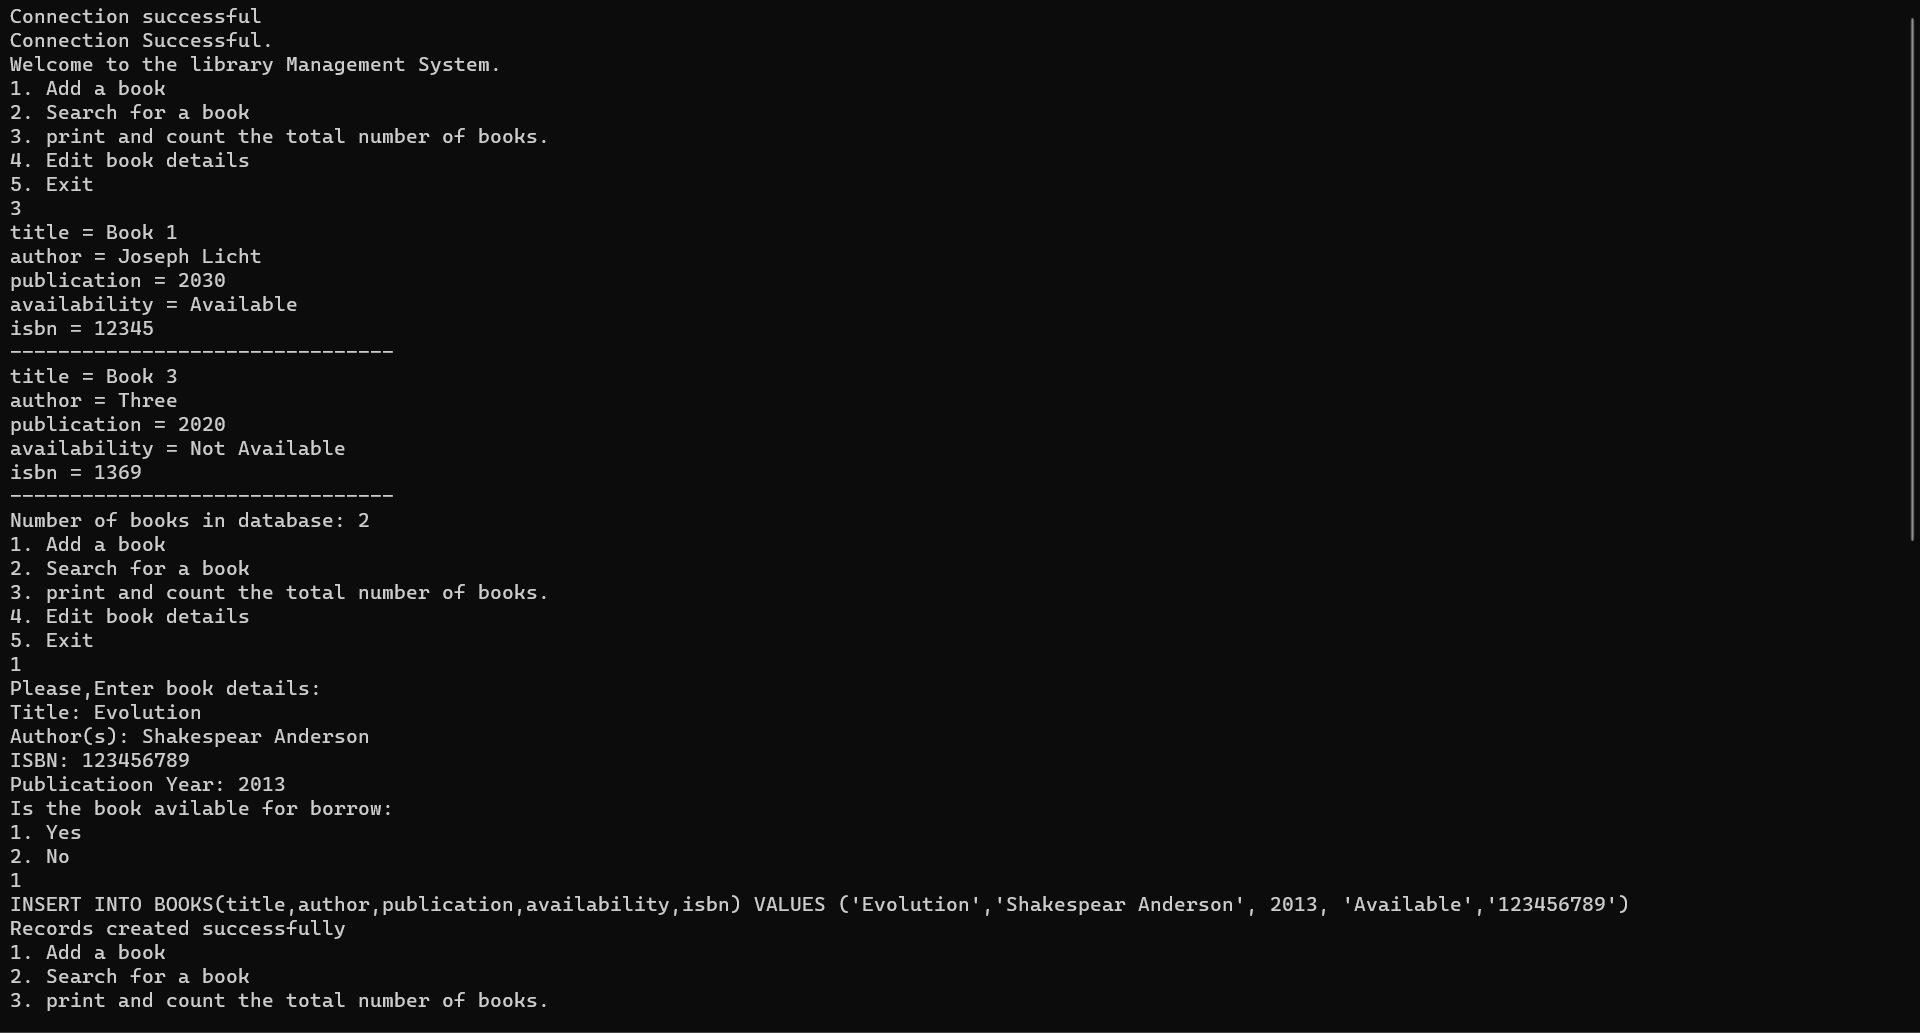 Connection successful
Connection Successful.
Welcome to the library Management System.
1. Add a book
2. Search for a book
3. print and count the total number of books.
4. Edit book details
5. Exit
3
title = Book 1
author = Joseph Licht
publication = 2030
availability = Available
isbn = 12345
--------------------------------
title = Book 3
author = Three
publication = 2020
availability = Not Available
isbn = 1369
--------------------------------
Number of books in database: 2
1. Add a book
2. Search for a book
3. print and count the total number of books.
4. Edit book details
5. Exit
1
Please,Enter book details:
Title: Evolution
Author(s): Shakespear Anderson
ISBN: 123456789
Publicatioon Year: 2013
Is the book avilable for borrow:
1. Yes
2. No
1
INSERT INTO BOOKS(title,author,publication,availability,isbn) VALUES ('Evolution','Shakespear Anderson', 2013, 'Available','123456789')
Records created successfully
1. Add a book
2. Search for a book
3. print and count the total number of books.